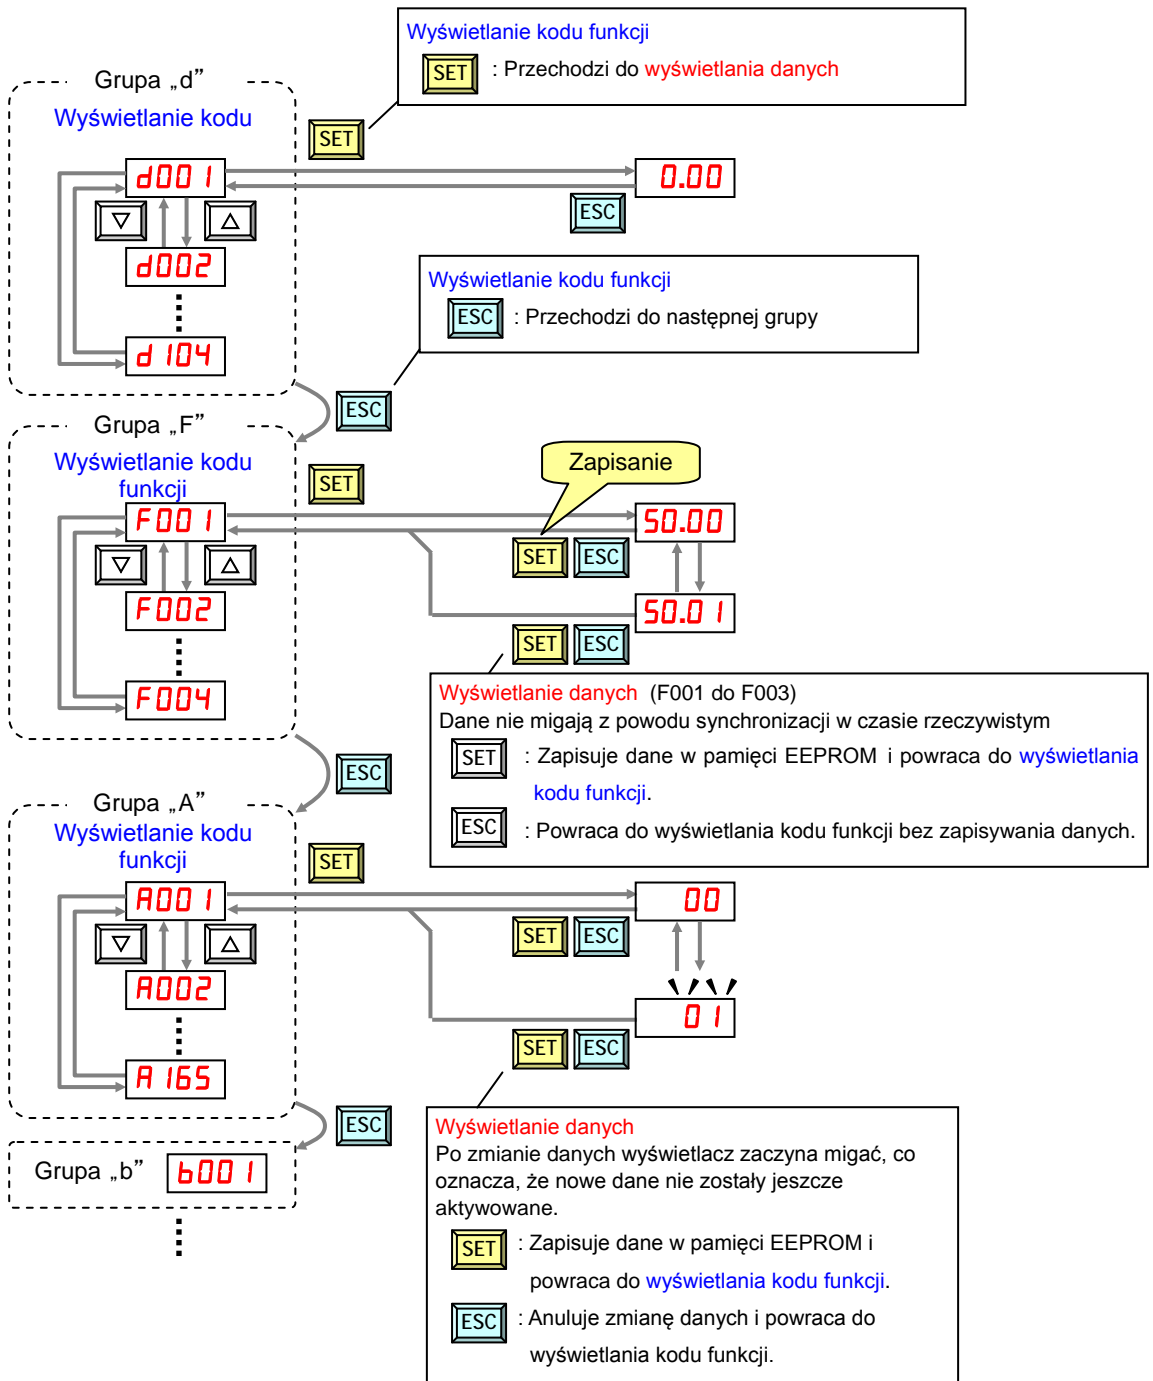 Wyświetlanie kodu funkcji
SET : Przechodzi do wyświetlania danych
Grupa „d”
Wyświetlanie kodu
SET
d001
0.00
ESC
d002
d104
Wyświetlanie kodu funkcji
ESC : Przechodzi do następnej grupy
ESC
Grupa „F”
Wyświetlanie kodu
funkcji
SET
Zapisanie
F001
50.00
SET ESC
F002
50.01
SET ESC
F004
Wyświetlanie danych (F001 do F003)
Dane nie migają z powodu synchronizacji w czasie rzeczywistym
SET : Zapisuje dane w pamięci EEPROM i powraca do wyświetlania
kodu funkcji.
ESC : Powraca do wyświetlania kodu funkcji bez zapisywania danych.
ESC
Grupa „A”
Wyświetlanie kodu
funkcji
SET
A001
00
SET ESC
A002
01
SET ESC
A165
ESC
Grupa „b” b001
Wyświetlanie danych
Po zmianie danych wyświetlacz zaczyna migać, co
oznacza, że nowe dane nie zostały jeszcze
aktywowane.
SET : Zapisuje dane w pamięci EEPROM i
powraca do wyświetlania kodu funkcji.
ESC : Anuluje zmianę danych i powraca do
wyświetlania kodu funkcji.